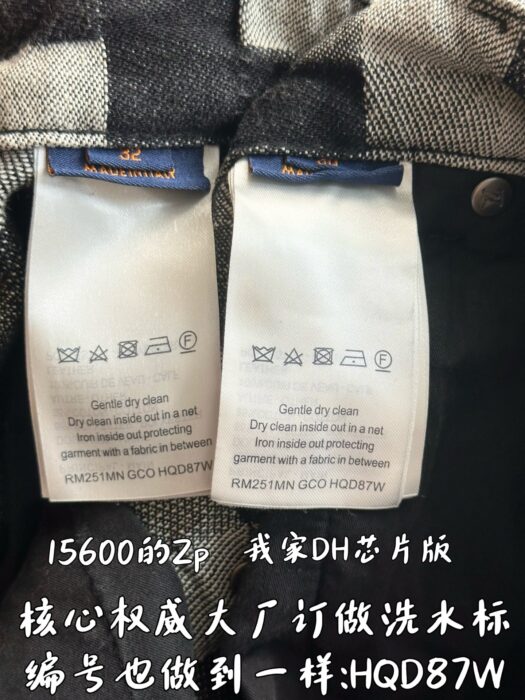 32
MADE IN ITALY
Gentle dry clean
Dry clean inside out in a net
Iron inside out protecting
garment with a fabric in between
RM251MN GCO HQD87W
Gentle dry clean
Dry clean inside out in a net
Iron inside out protecting
garment with a fabric in between
RM251MN GCO HQD87W
15600的Zp 我家DH芯片版
核心权威大厂订做洗水标
编号也做到一样:HQD87W